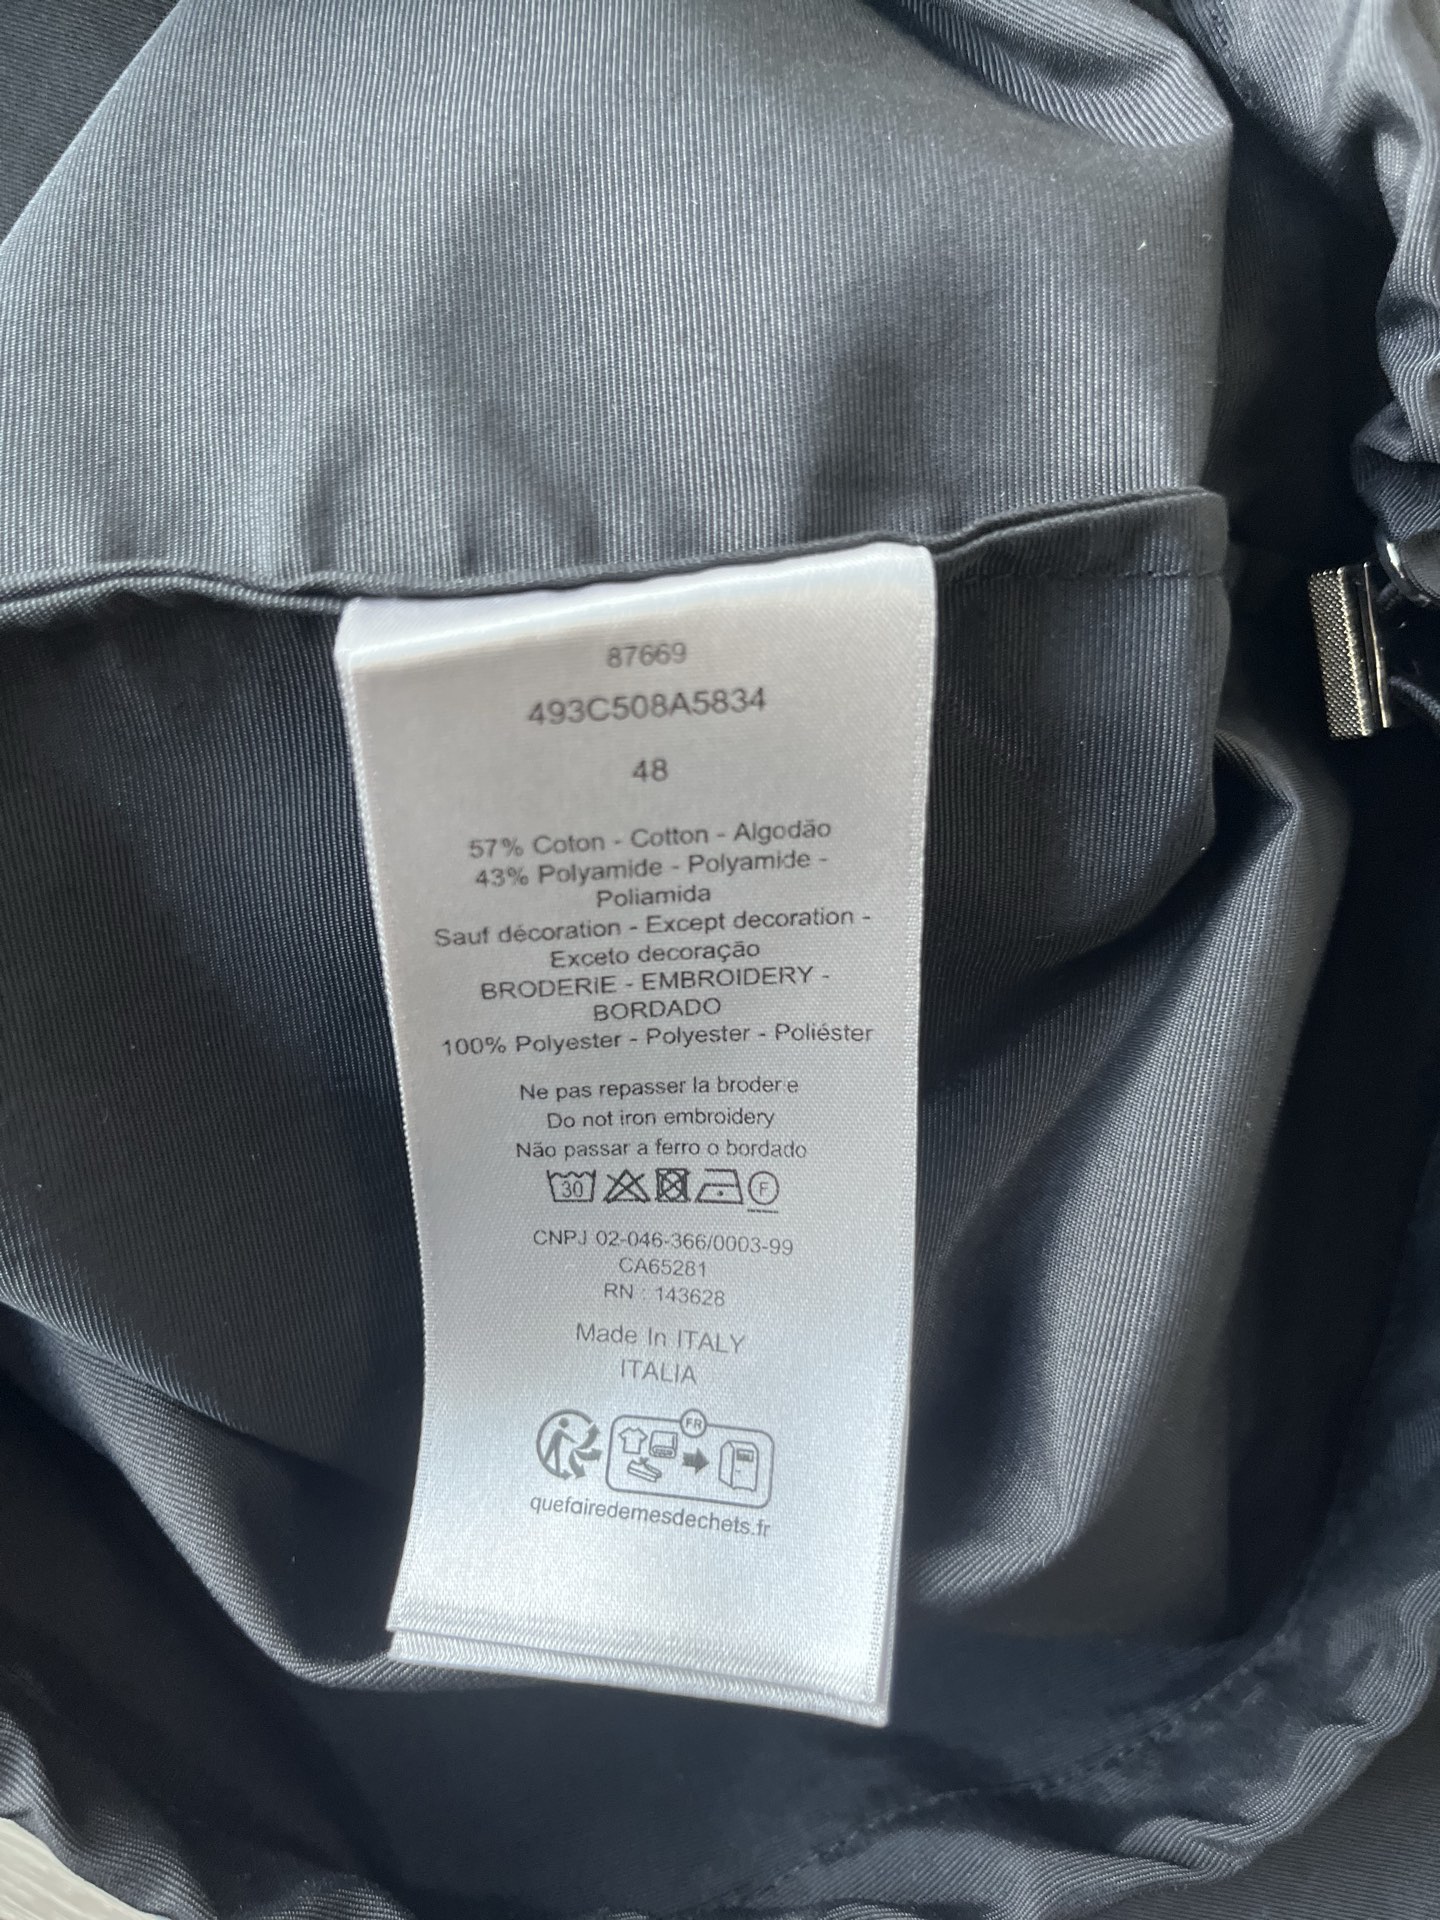 87669
493C508A5834
48
57% Coton - Cotton - Algodão
43% Polyamide - Polyamide -
Poliamida
Sauf décoration - Except decoration -
Exceto decoração
BRODERIE - EMBROIDERY -
BORDADO
100% Polyester - Polyester - Poliéster
Ne pas repasser la broderie
Do not iron embroidery
Não passar a ferro o bordado
30 F
CNPJ 02-046-366/0003-99
CA65281
RN : 143628
Made In ITALY
ITALIA
FR
quefairedemesdechets.fr